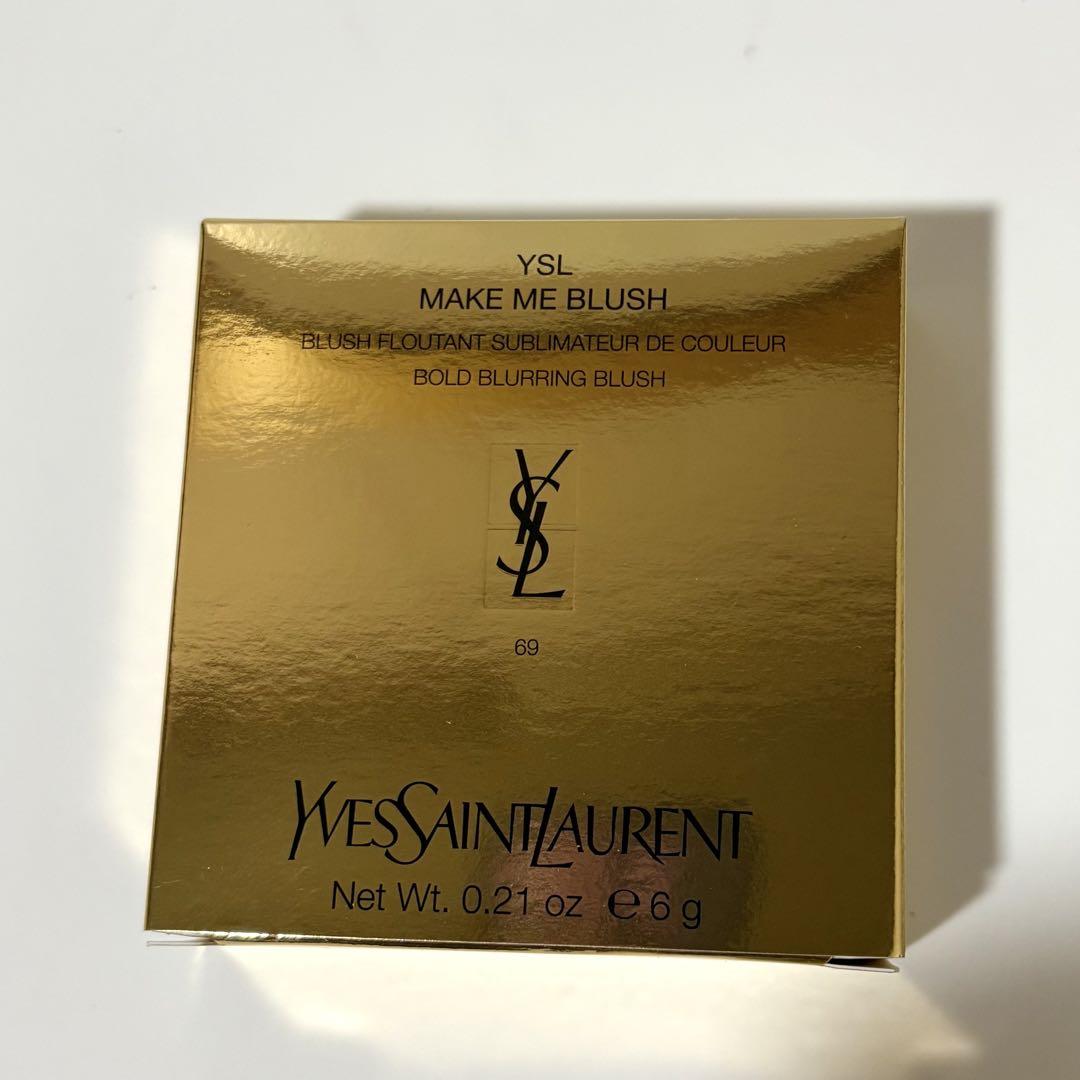 YSL
MAKE ME BLUSH
BLUSH FLOUTANT SUBLIMATEUR DE COULEUR
BOLD BLURRING BLUSH
YSL
69
YVESSAINTLAURENT
Net Wt. 0.21 oz ℮ 6 g